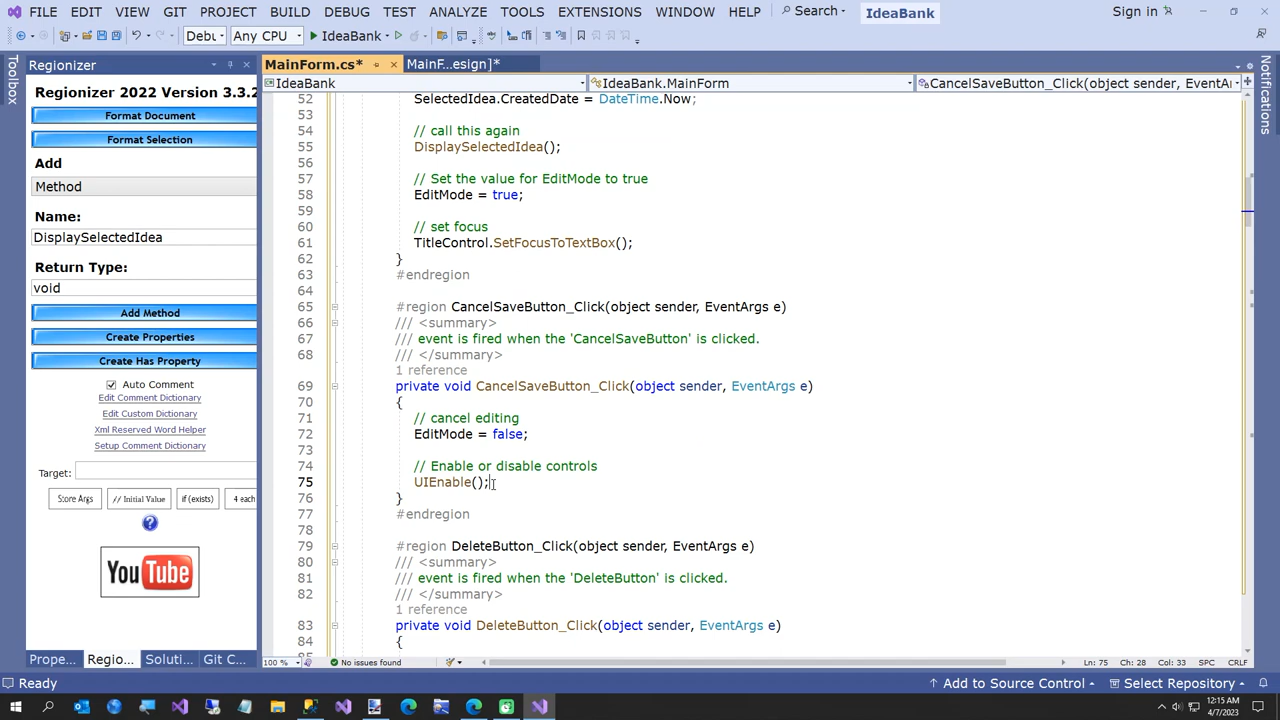 FILE EDIT VIEW GIT PROJECT BUILD DEBUG TEST ANALYZE TOOLS EXTENSIONS WINDOW HELP Search IdeaBank Sign in
Debu Any CPU IdeaBank
Toolbox
Regionizer
Regionizer 2022 Version 3.3.2
Format Document
Format Selection
Add
Method
Name:
DisplaySelectedIdea
Return Type:
void
Add Method
Create Properties
Create Has Property
Auto Comment
Edit Comment Dictionary
Edit Custom Dictionary
Xml Reserved Word Helper
Setup Comment Dictionary
Target:
Store Args // Initial Value if (exists) 4 each
?
You Tube
Prope... Regio... Soluti... Git C...
MainForm.cs* MainF...esign]*
IdeaBank IdeaBank.MainForm CancelSaveButton_Click(object sender, EventAr
52 SelectedIdea.CreatedDate = DateTime.Now;
53
54 // call this again
55 DisplaySelectedIdea();
56
57 // Set the value for EditMode to true
58 EditMode = true;
59
60 // set focus
61 TitleControl.SetFocusToTextBox();
62 }
63 #endregion
64
65 #region CancelSaveButton_Click(object sender, EventArgs e)
66 /// <summary>
67 /// event is fired when the 'CancelSaveButton' is clicked.
68 /// </summary>
1 reference
69 private void CancelSaveButton_Click(object sender, EventArgs e)
70 {
71 // cancel editing
72 EditMode = false;
73
74 // Enable or disable controls
75 UIEnable();
76 }
77 #endregion
78
79 #region DeleteButton_Click(object sender, EventArgs e)
80 /// <summary>
81 /// event is fired when the 'DeleteButton' is clicked.
82 /// </summary>
1 reference
83 private void DeleteButton_Click(object sender, EventArgs e)
84 {
100 % No issues found Ln: 75 Ch: 28 Col: 33 SPC CRLF
Notifications
Ready Add to Source Control Select Repository
12:15 AM
4/7/2023